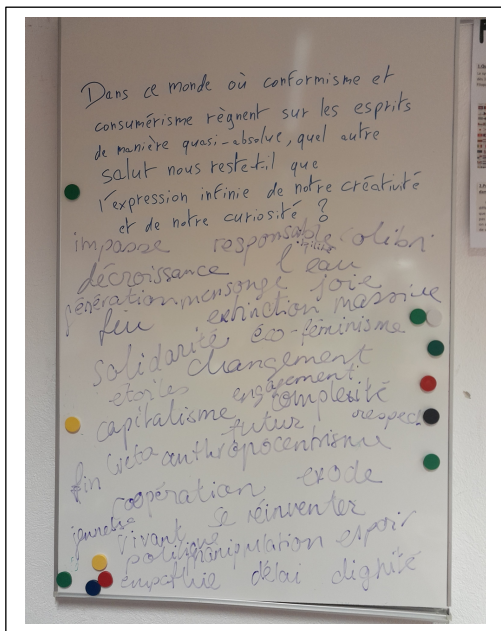 Dans ce monde où conformisme et
consumérisme règnent sur les esprits
de manière quasi-absolue, quel autre
salut nous reste-t-il que
l'expression infinie de notre créativité
et de notre curiosité ?
impasse responsable colibri
décroissance l'eau
génération mensonge joie
fin extinction massive
solidarité éco-féminisme
étoiles changement
engagement
capitalisme complexité
futur respect
fin Greta anthropocentrisme
coopération exode
jeunesse vivant se réinventer
politique manipulation espoir
empathie délai dignité